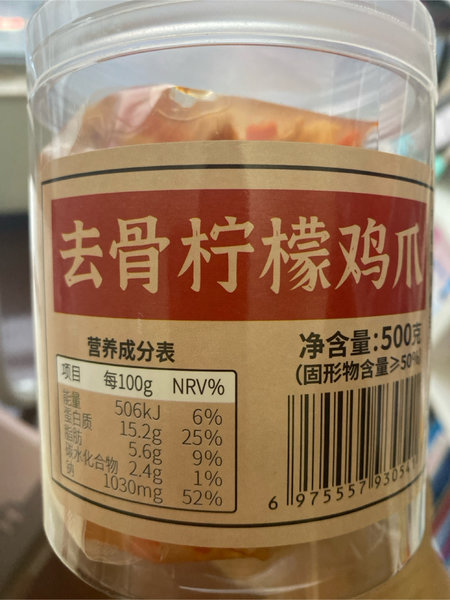 去骨柠檬鸡爪
营养成分表
项目 每100g NRV%
能量 506kJ 6%
蛋白质 15.2g 25%
脂肪 5.6g 9%
碳水化合物 2.4g 1%
钠 1030mg 52%
净含量:500克
(固形物含量≥50%)
6 975557 93054